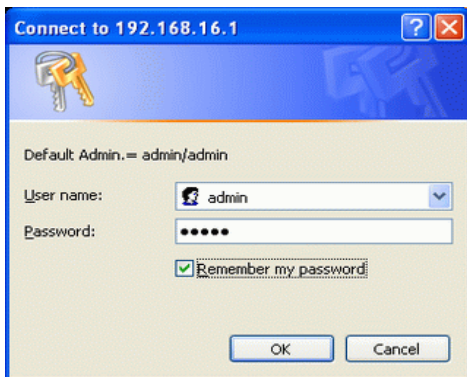 Connect to 192.168.16.1
Default Admin.= admin/admin
User name:
admin
Password:
•••••
Remember my password
OK
Cancel